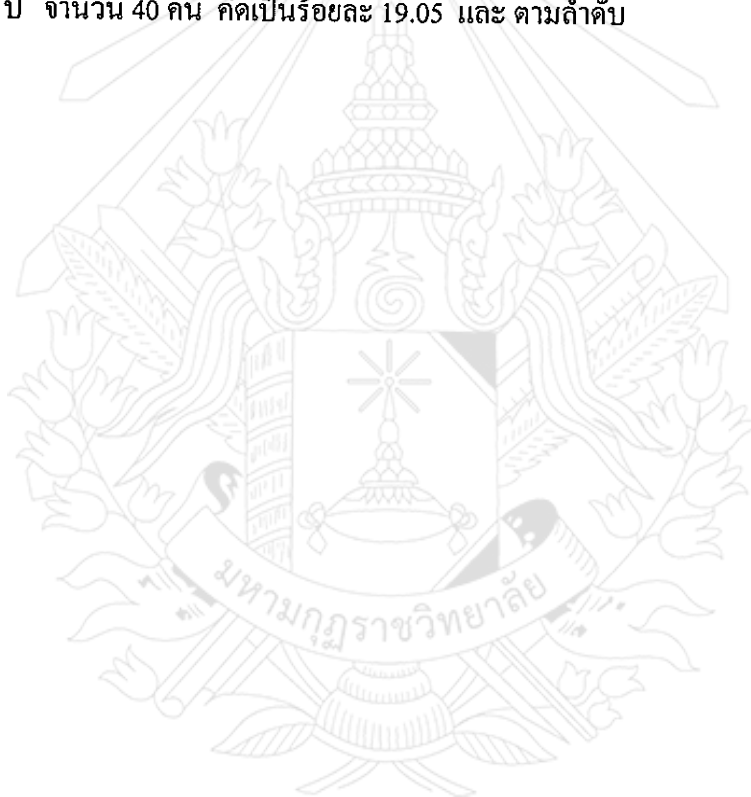 ปี จำนวน 40 คน คิดเป็นร้อยละ 19.05 และ ตามลำดับ
มหามกุฏราชวิทยาลัย